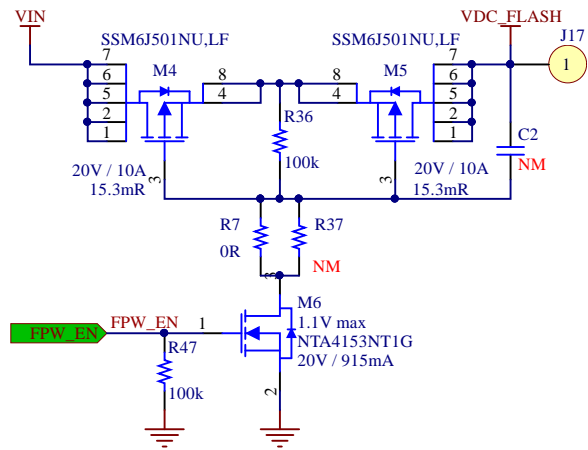 VIN
SSM6J501NU,LF
SSM6J501NU,LF
VDC_FLASH
J17
1
M4
M5
7
6
5
2
1
8
4
8
4
7
6
5
2
1
R36
100k
C2
NM
20V / 10A
15.3mR
3
3
20V / 10A
15.3mR
R7
0R
R37
NM
3
M6
1.1V max
NTA4153NT1G
20V / 915mA
FPW_EN
FPW_EN
1
R47
100k
2